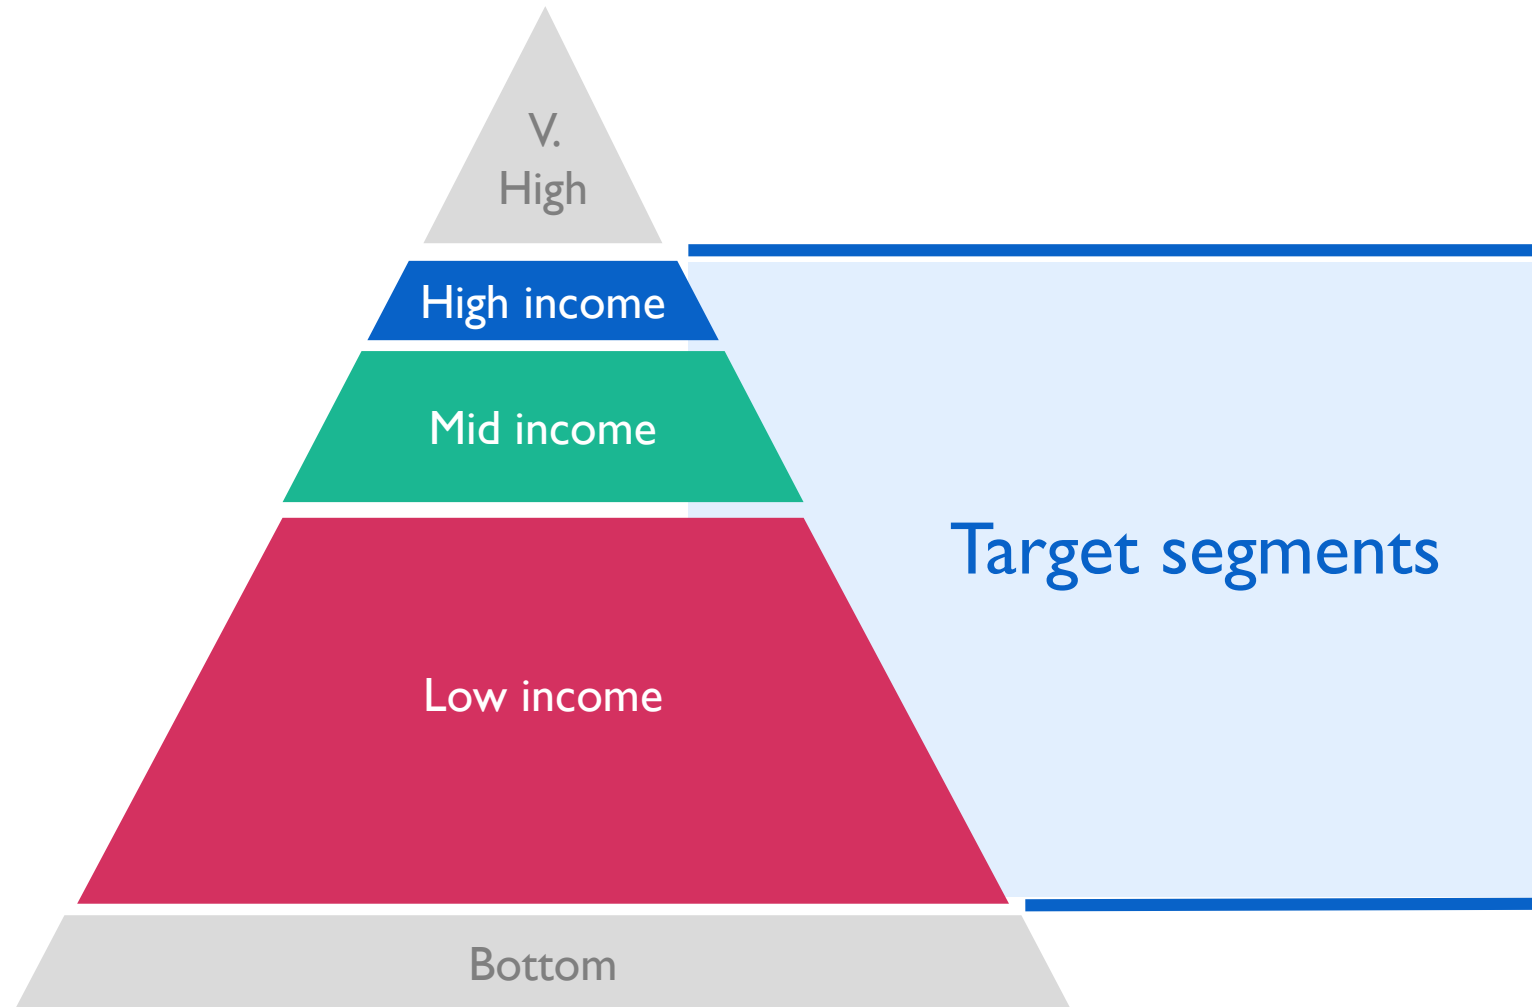 V.
High
High income
Mid income
Target segments
Low income
Bottom